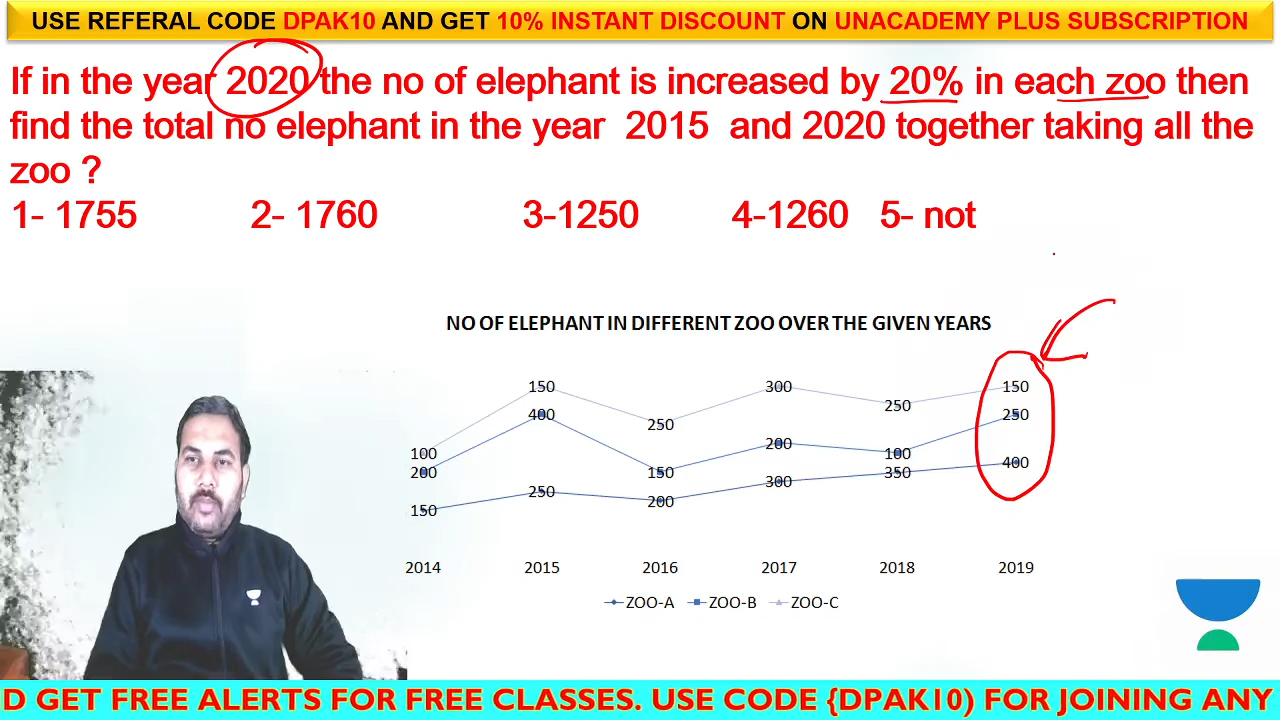 USE REFERAL CODE DPAK10 AND GET 10% INSTANT DISCOUNT ON UNACADEMY PLUS SUBSCRIPTION
If in the year 2020 the no of elephant is increased by 20% in each zoo then
find the total no elephant in the year 2015 and 2020 together taking all the
zoo ?
1- 1755 2- 1760 3-1250 4-1260 5- not
NO OF ELEPHANT IN DIFFERENT ZOO OVER THE GIVEN YEARS
150 300 150
250
400 250
250
100 200 100
200 150 400
350
300
250
200
150
2014 2015 2016 2017 2018 2019
ZOO-A ZOO-B ZOO-C
D GET FREE ALERTS FOR FREE CLASSES. USE CODE {DPAK10) FOR JOINING ANY